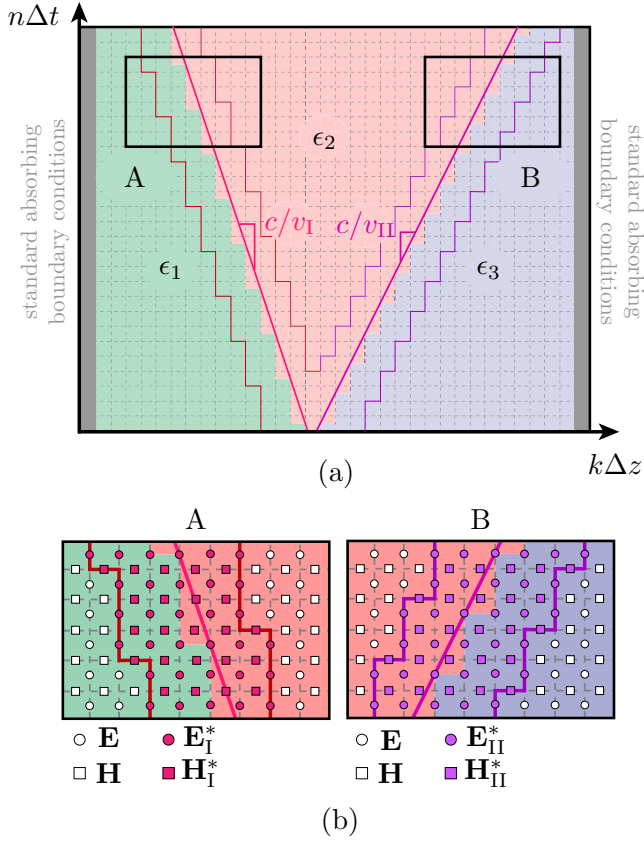 nΔt
A
B
ϵ₂
standard absorbing
boundary conditions
standard absorbing
boundary conditions
c/v_I
c/v_II
ϵ₁
ϵ₃
kΔz
(a)
A
B
E
E*_I
H
H*_I
E
E*_II
H
H*_II
(b)